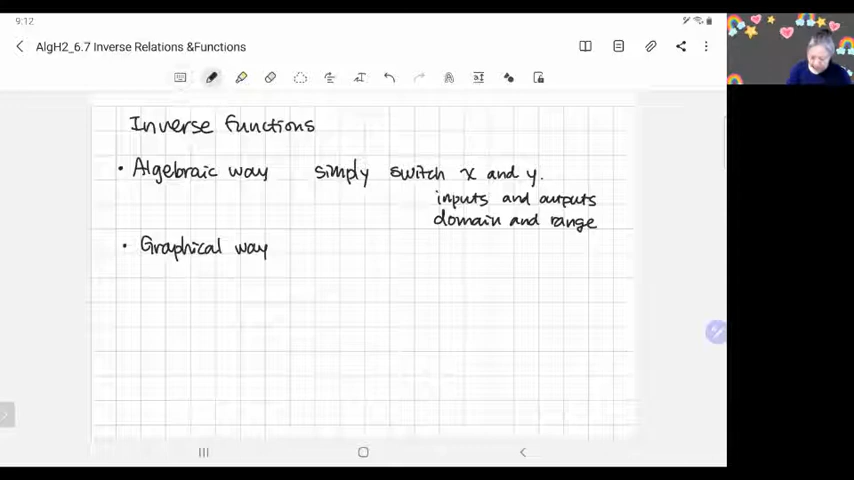 9:12
AlgH2_6.7 Inverse Relations &Functions
Inverse Functions
• Algebraic way simply switch x and y.
inputs and outputs
domain and range
• Graphical way